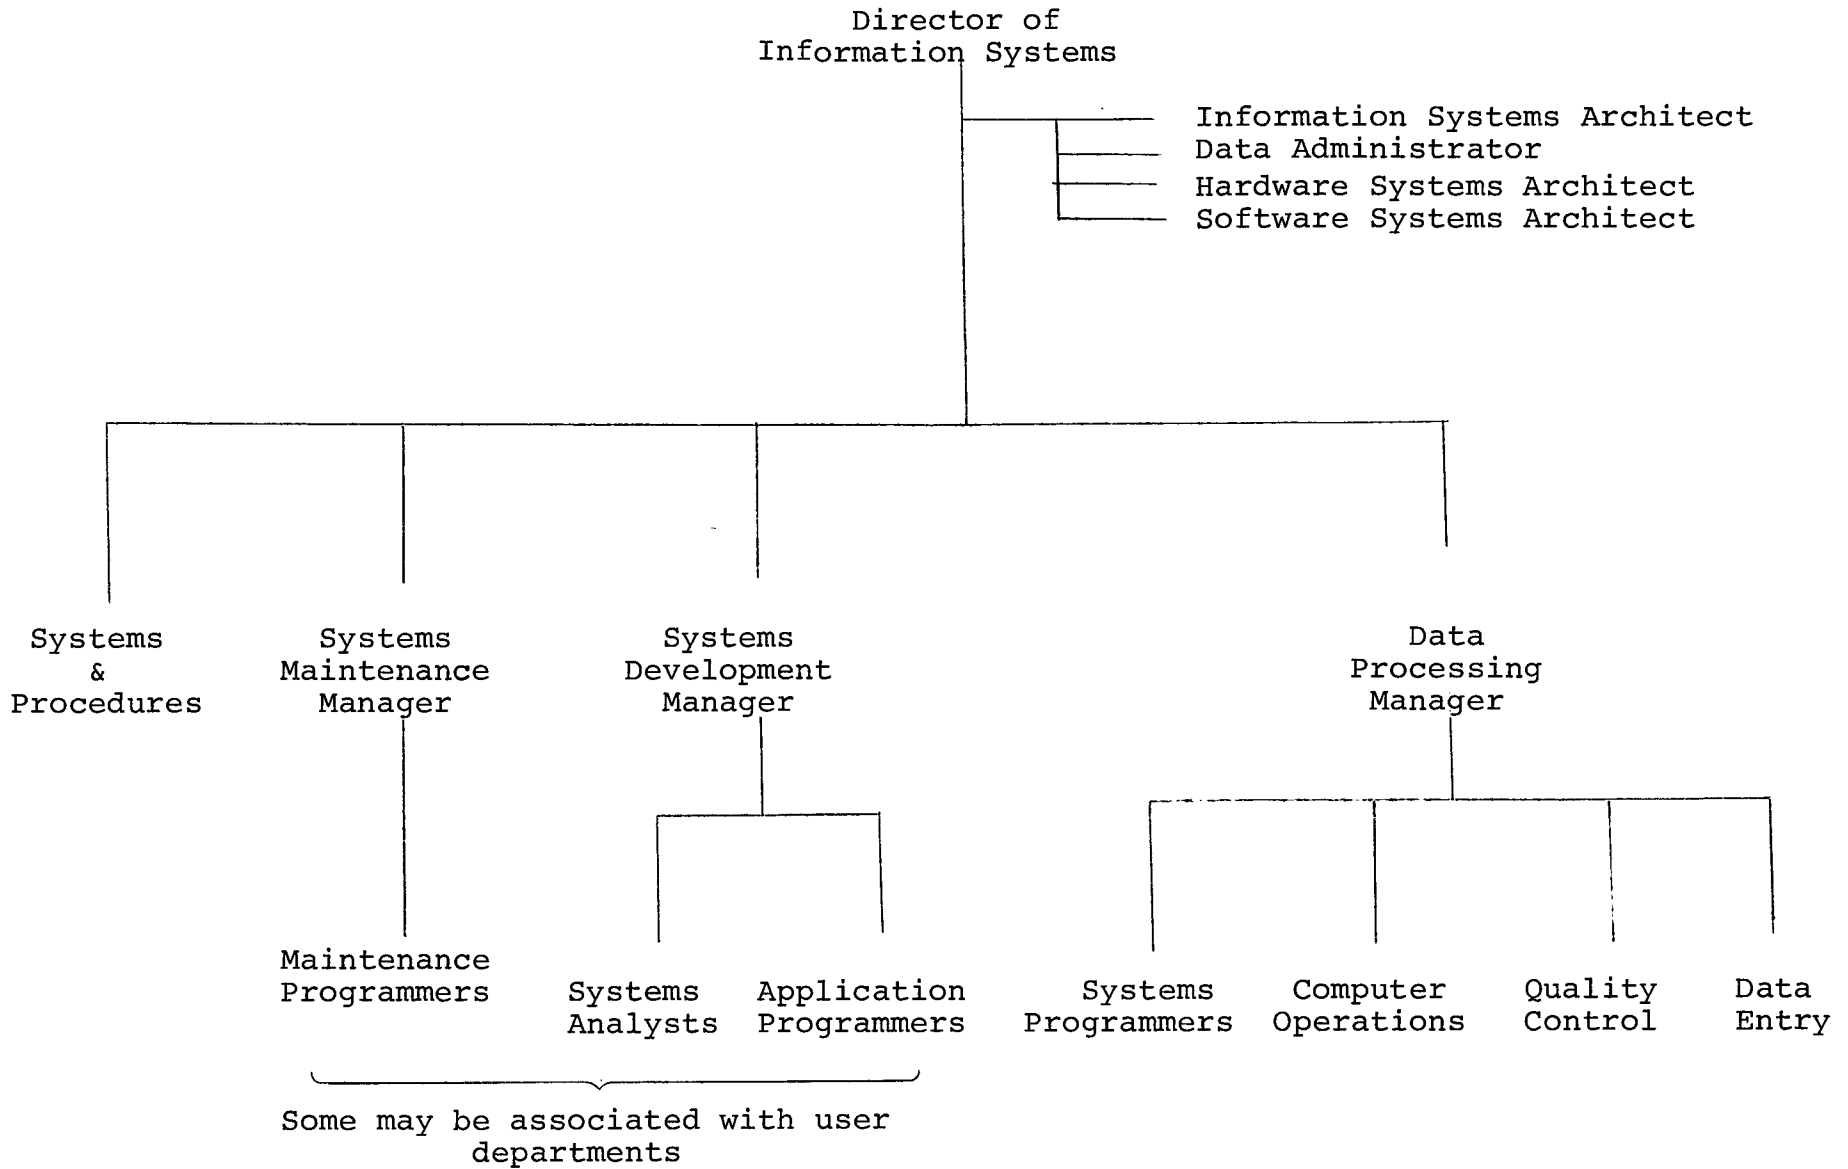 Director of
Information Systems
Information Systems Architect
Data Administrator
Hardware Systems Architect
Software Systems Architect
Systems
&
Procedures
Systems
Maintenance
Manager
Systems
Development
Manager
Data
Processing
Manager
Maintenance
Programmers
Systems
Analysts
Application
Programmers
Systems
Programmers
Computer
Operations
Quality
Control
Data
Entry
Some may be associated with user
departments